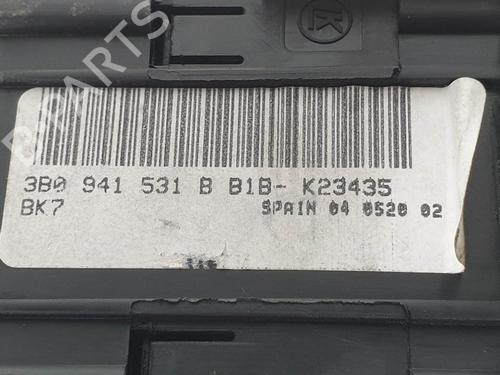 K
B-PARTS
3B0 941 531 B B1B- K23435
BK7 SPAIN 04 0520 02